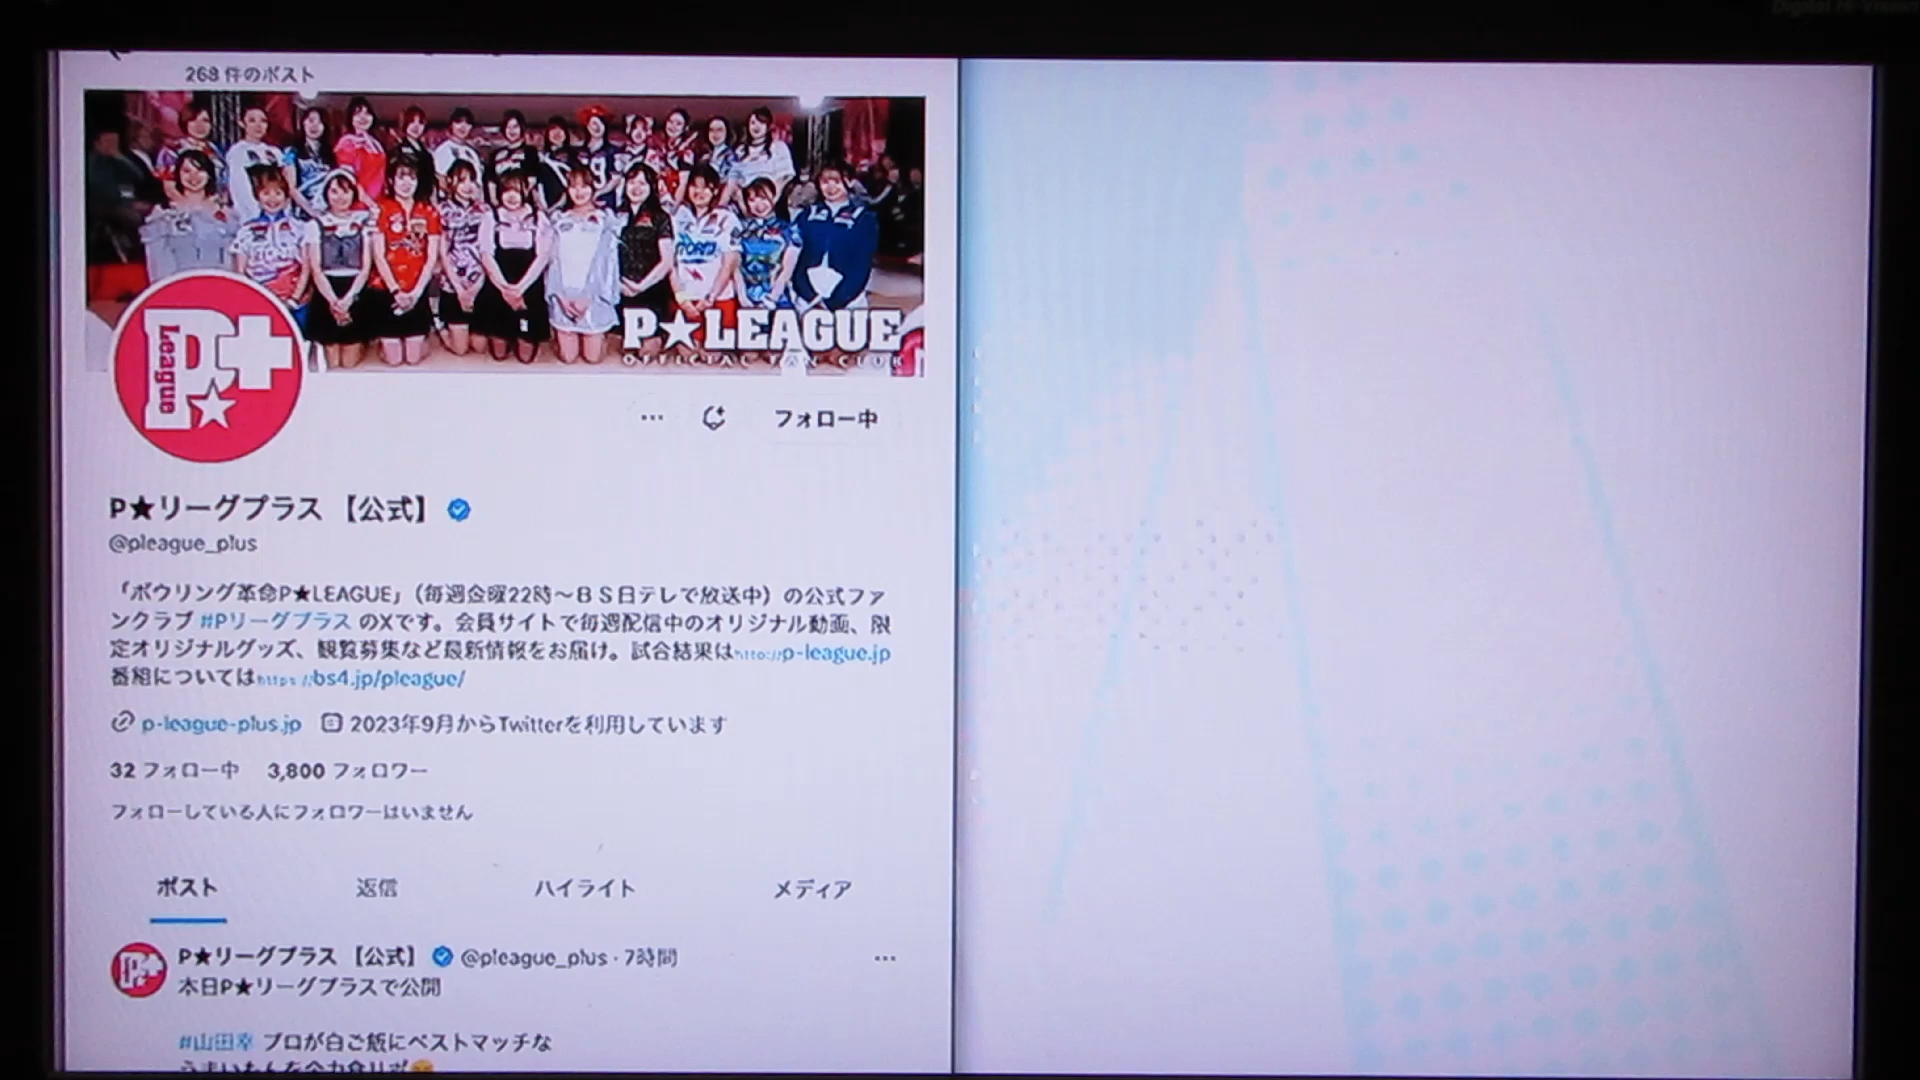 Digital Hi-Vision
268 件のポスト
P★LEAGUE
OFFICIAL FAN CLUB
P+ League
… フォロー中
P★リーグプラス 【公式】
@pleague_plus
「ボウリング革命P★LEAGUE」(毎週金曜22時～ＢＳ日テレで放送中）の公式ファ
ンクラブ #Pリーグプラス のXです。会員サイトで毎週配信中のオリジナル動画、限
定オリジナルグッズ、観覧募集など最新情報をお届け。試合結果はhttp://p-league.jp
番組についてはhttps://bs4.jp/pleague/
p-league-plus.jp 2023年9月からTwitterを利用しています
32 フォロー中 3,800 フォロワー
フォローしている人にフォロワーはいません
ポスト 返信 ハイライト メディア
P★リーグプラス 【公式】 @pleague_plus · 7時間 …
本日P★リーグプラスで公開
#山田幸 プロが白ご飯にベストマッチな